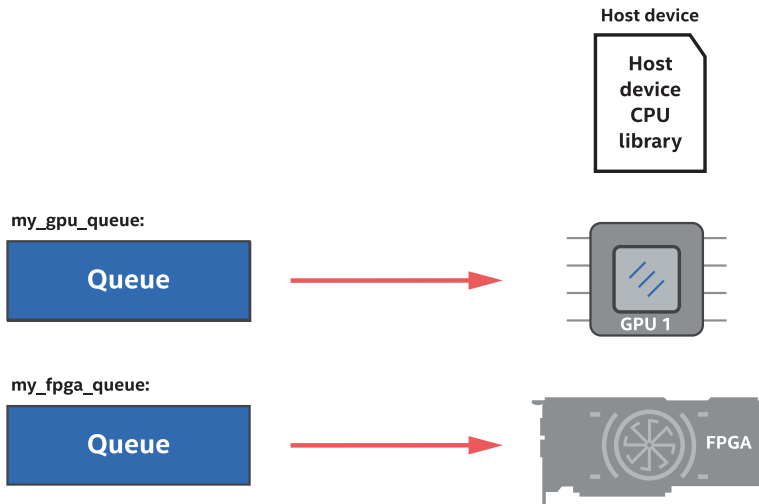 Host device
Host
device
CPU
library
my_gpu_queue:
Queue
GPU 1
my_fpga_queue:
Queue
FPGA